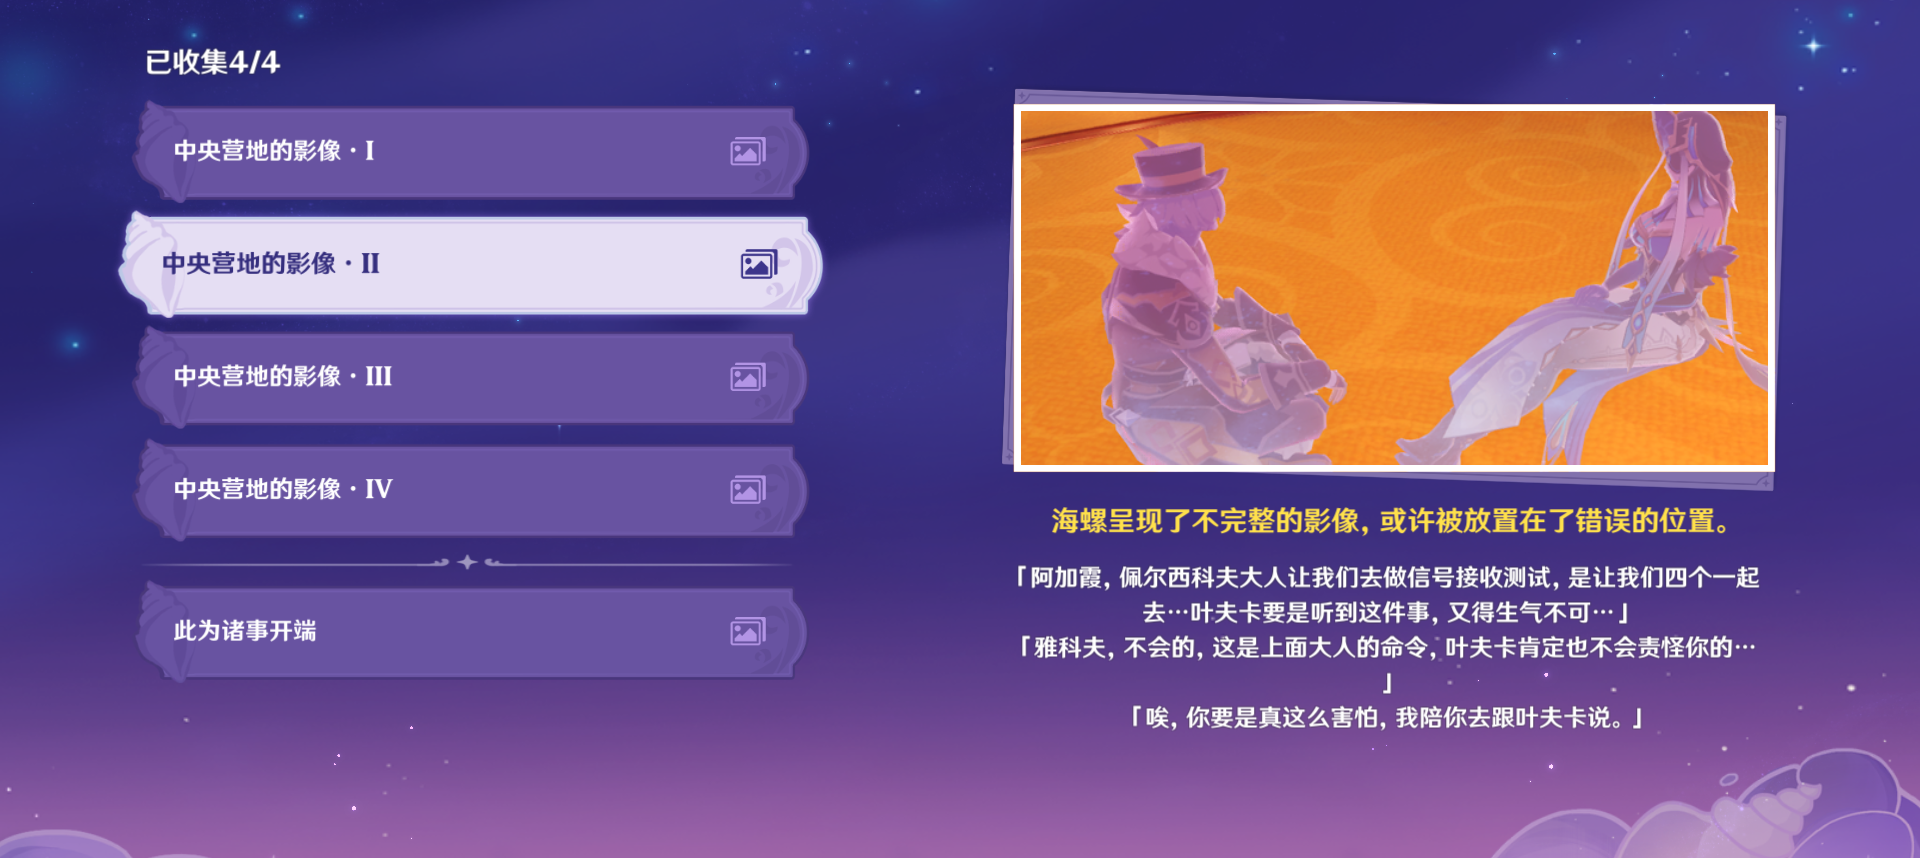 已收集4/4
中央营地的影像·I
中央营地的影像·II
中央营地的影像·III
中央营地的影像·IV
此为诸事开端
海螺呈现了不完整的影像，或许被放置在了错误的位置。
「阿加霞，佩尔西科夫大人让我们去做信号接收测试，是让我们四个一起
去…叶夫卡要是听到这件事，又得生气不可…」
「雅科夫，不会的，这是上面大人的命令，叶夫卡肯定也不会责怪你的…
」
「唉，你要是真这么害怕，我陪你去跟叶夫卡说。」